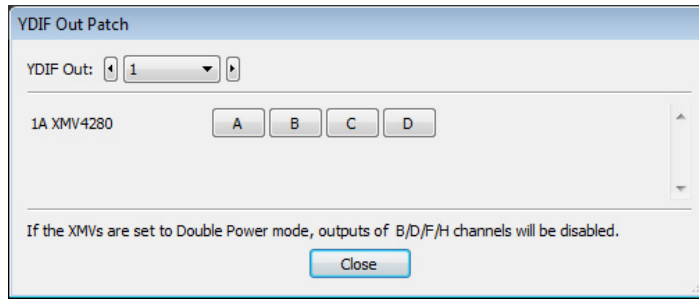 YDIF Out Patch
YDIF Out: 1
1A XMV4280 A B C D
If the XMVs are set to Double Power mode, outputs of B/D/F/H channels will be disabled.
Close